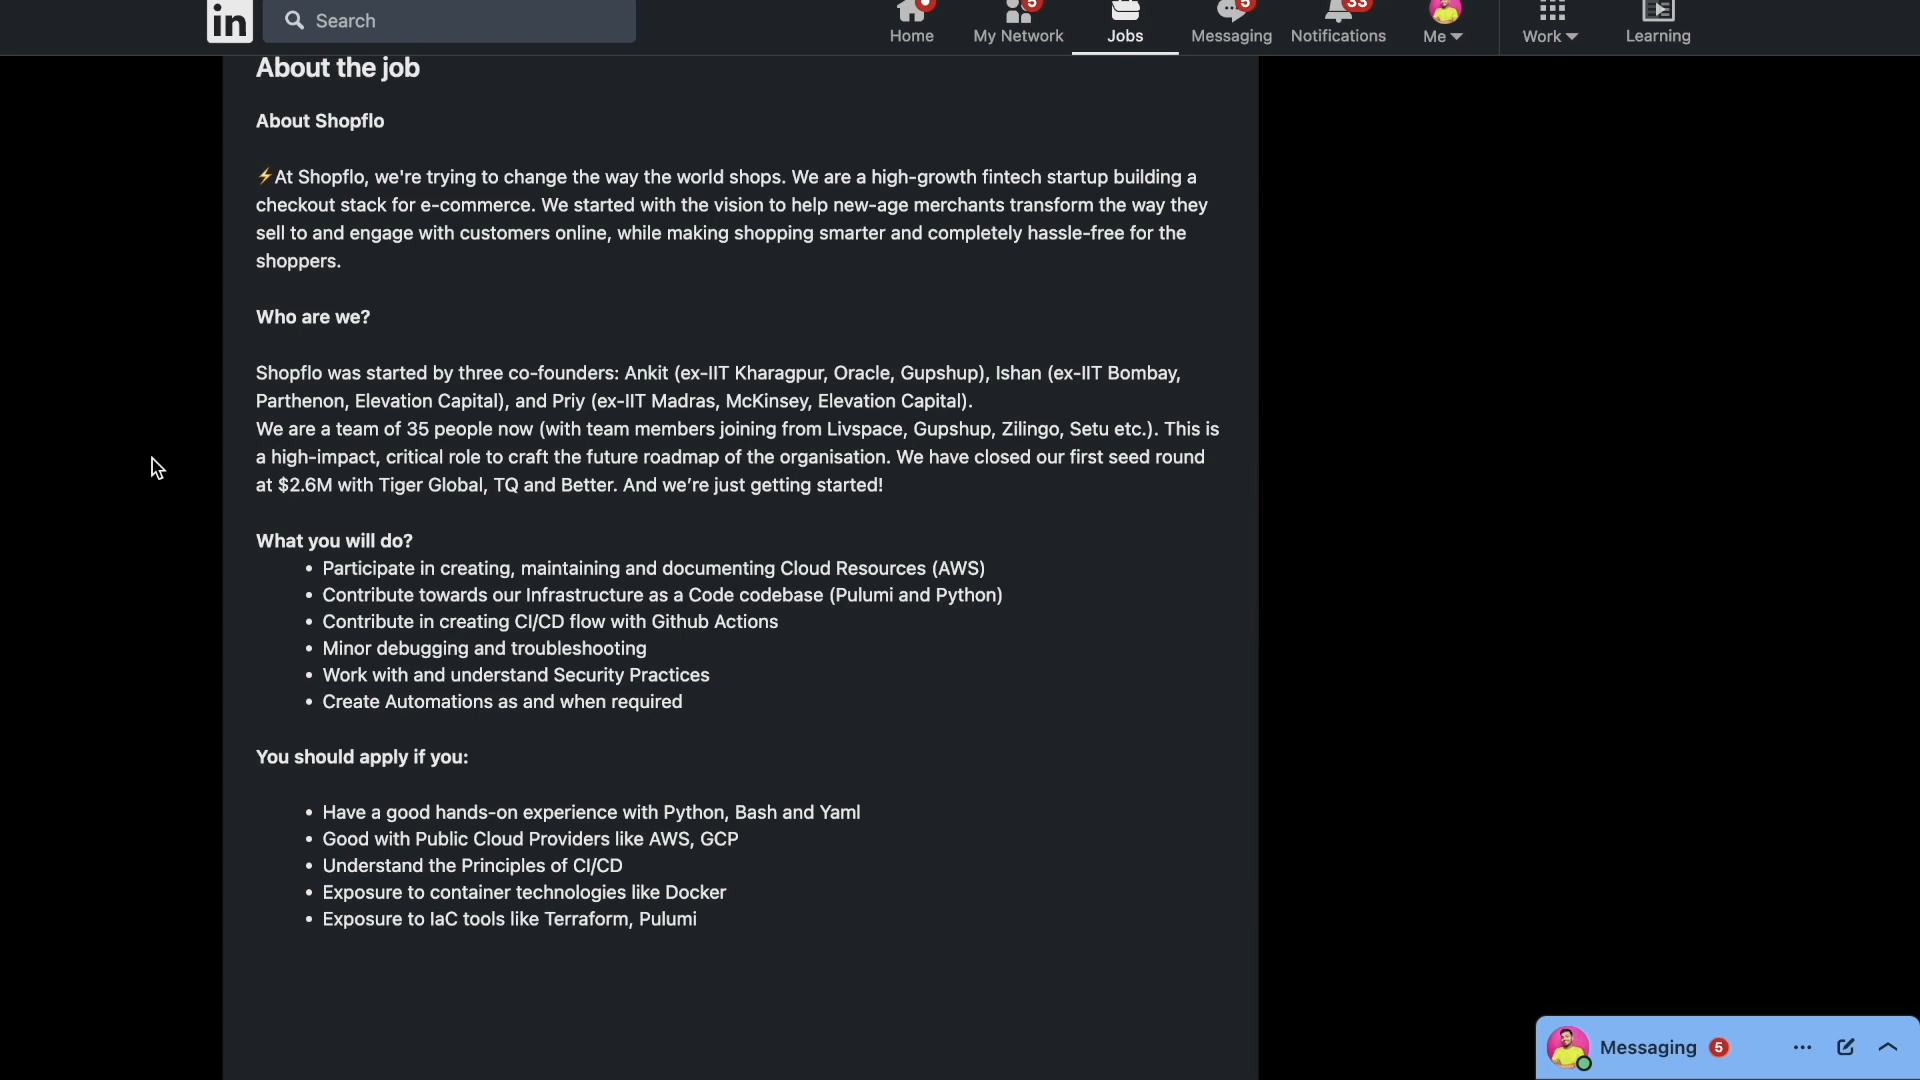 in
Search
Home
5
My Network
Jobs
5
Messaging
33
Notifications
Me
Work
Learning
About the job
About Shopflo
⚡At Shopflo, we're trying to change the way the world shops. We are a high-growth fintech startup building a
checkout stack for e-commerce. We started with the vision to help new-age merchants transform the way they
sell to and engage with customers online, while making shopping smarter and completely hassle-free for the
shoppers.
Who are we?
Shopflo was started by three co-founders: Ankit (ex-IIT Kharagpur, Oracle, Gupshup), Ishan (ex-IIT Bombay,
Parthenon, Elevation Capital), and Priy (ex-IIT Madras, McKinsey, Elevation Capital).
We are a team of 35 people now (with team members joining from Livspace, Gupshup, Zilingo, Setu etc.). This is
a high-impact, critical role to craft the future roadmap of the organisation. We have closed our first seed round
at $2.6M with Tiger Global, TQ and Better. And we’re just getting started!
What you will do?
• Participate in creating, maintaining and documenting Cloud Resources (AWS)
• Contribute towards our Infrastructure as a Code codebase (Pulumi and Python)
• Contribute in creating CI/CD flow with Github Actions
• Minor debugging and troubleshooting
• Work with and understand Security Practices
• Create Automations as and when required
You should apply if you:
• Have a good hands-on experience with Python, Bash and Yaml
• Good with Public Cloud Providers like AWS, GCP
• Understand the Principles of CI/CD
• Exposure to container technologies like Docker
• Exposure to IaC tools like Terraform, Pulumi
Messaging 5